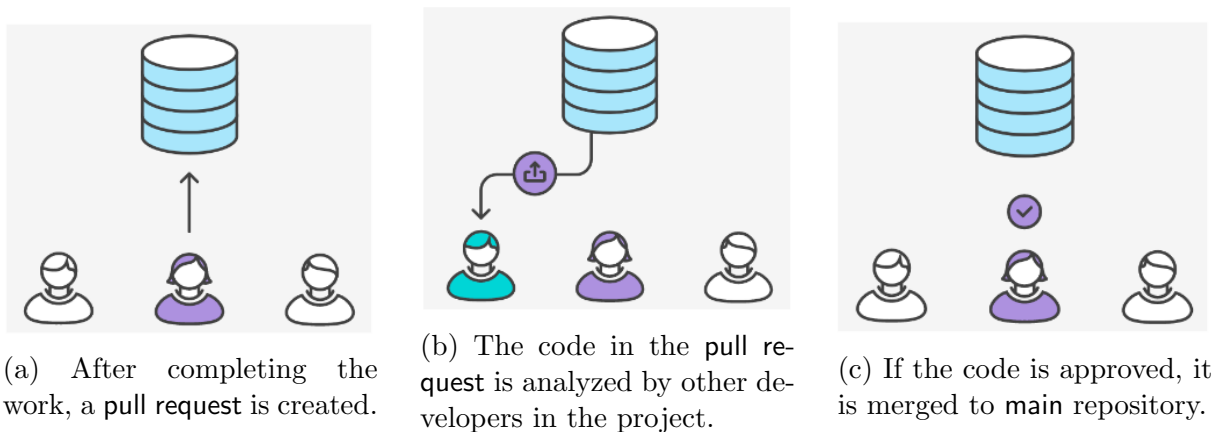 (a) After completing the
work, a pull request is created.
(b) The code in the pull re-
quest is analyzed by other de-
velopers in the project.
(c) If the code is approved, it
is merged to main repository.